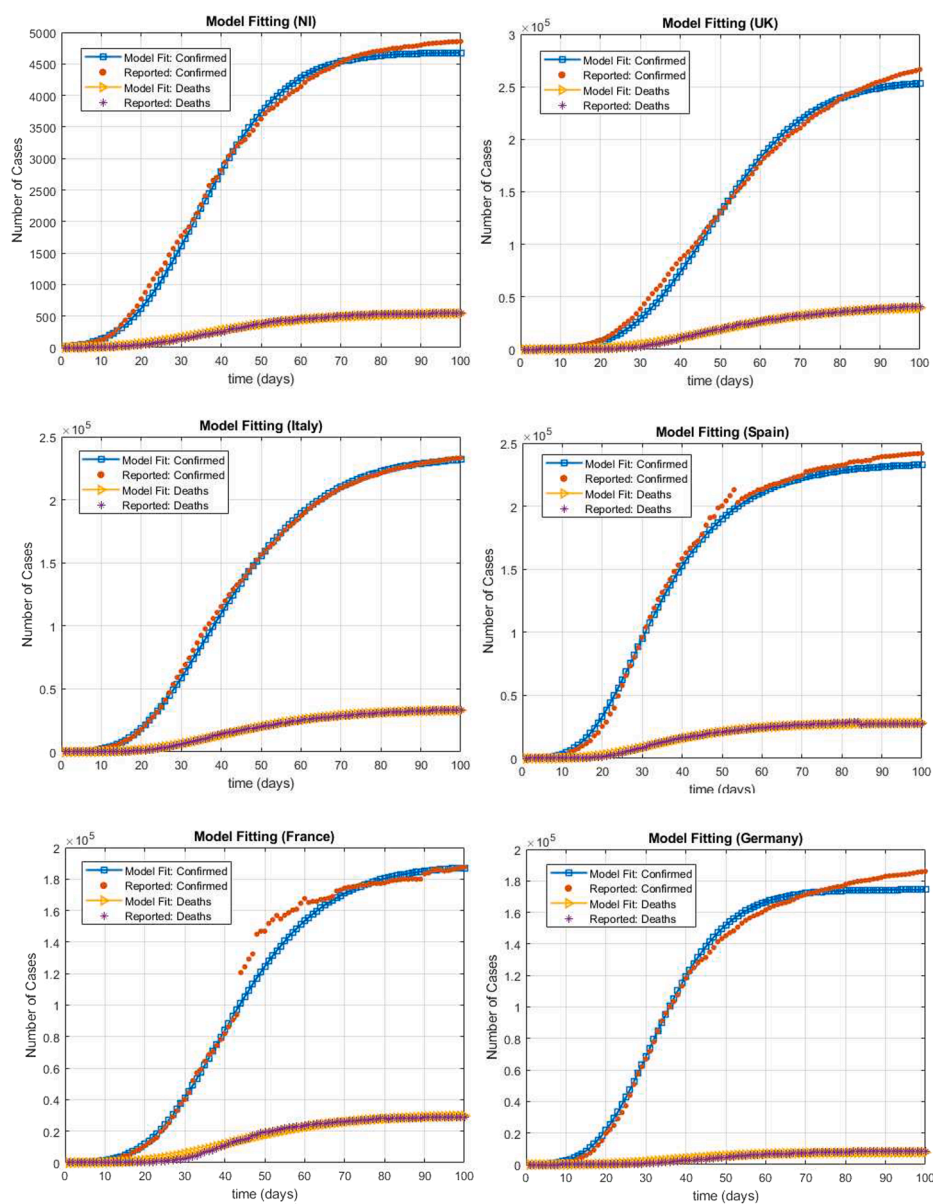 Model Fitting (NI)
5000
4500
4000
3500
3000
2500
2000
1500
1000
500
0
Number of Cases
Model Fit: Confirmed
Reported: Confirmed
Model Fit: Deaths
Reported: Deaths
0 10 20 30 40 50 60 70 80 90 100
time (days)
Model Fitting (UK)
×10^5
3
2.5
2
1.5
1
0.5
0
Number of Cases
Model Fit: Confirmed
Reported: Confirmed
Model Fit: Deaths
Reported: Deaths
0 10 20 30 40 50 60 70 80 90 100
time (days)
Model Fitting (Italy)
×10^5
2.5
2
1.5
1
0.5
0
Number of Cases
Model Fit: Confirmed
Reported: Confirmed
Model Fit: Deaths
Reported: Deaths
0 10 20 30 40 50 60 70 80 90 100
time (days)
Model Fitting (Spain)
×10^5
2.5
2
1.5
1
0.5
0
Number of Cases
Model Fit: Confirmed
Reported: Confirmed
Model Fit: Deaths
Reported: Deaths
0 10 20 30 40 50 60 70 80 90 100
time (days)
Model Fitting (France)
×10^5
2
1.8
1.6
1.4
1.2
1
0.8
0.6
0.4
0.2
0
Number of Cases
Model Fit: Confirmed
Reported: Confirmed
Model Fit: Deaths
Reported: Deaths
0 10 20 30 40 50 60 70 80 90 100
time (days)
Model Fitting (Germany)
×10^5
2
1.8
1.6
1.4
1.2
1
0.8
0.6
0.4
0.2
0
Number of Cases
Model Fit: Confirmed
Reported: Confirmed
Model Fit: Deaths
Reported: Deaths
0 10 20 30 40 50 60 70 80 90 100
time (days)